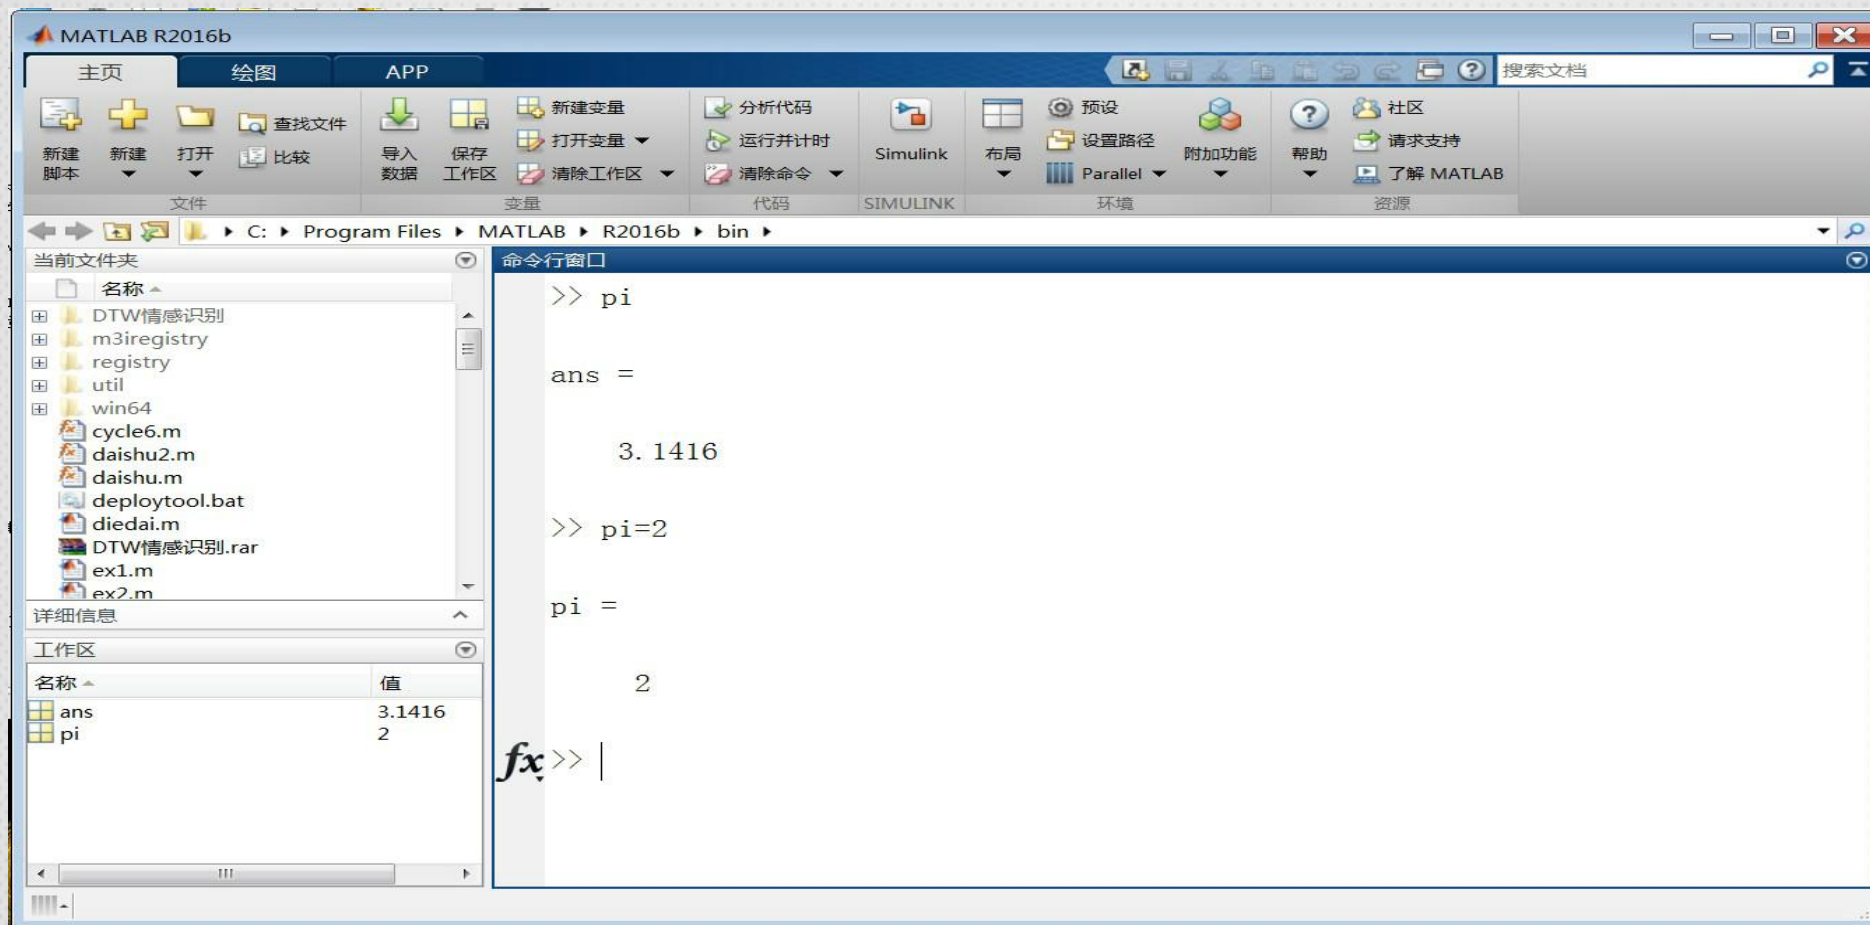 MATLAB R2016b
主页 绘图 APP 搜索文档
新建脚本 新建 打开 查找文件 比较 导入数据 保存工作区 新建变量 打开变量 清除工作区 分析代码 运行并计时 清除命令 Simulink 布局 预设 设置路径 Parallel 附加功能 帮助 社区 请求支持 了解 MATLAB
文件 变量 代码 SIMULINK 环境 资源
C: Program Files MATLAB R2016b bin
当前文件夹
名称
DTW情感识别
m3iregistry
registry
util
win64
cycle6.m
daishu2.m
daishu.m
deploytool.bat
diedai.m
DTW情感识别.rar
ex1.m
ex2.m
详细信息
工作区
名称 值
ans 3.1416
pi 2
命令行窗口
>> pi
ans =
3.1416
>> pi=2
pi =
2
fx >>